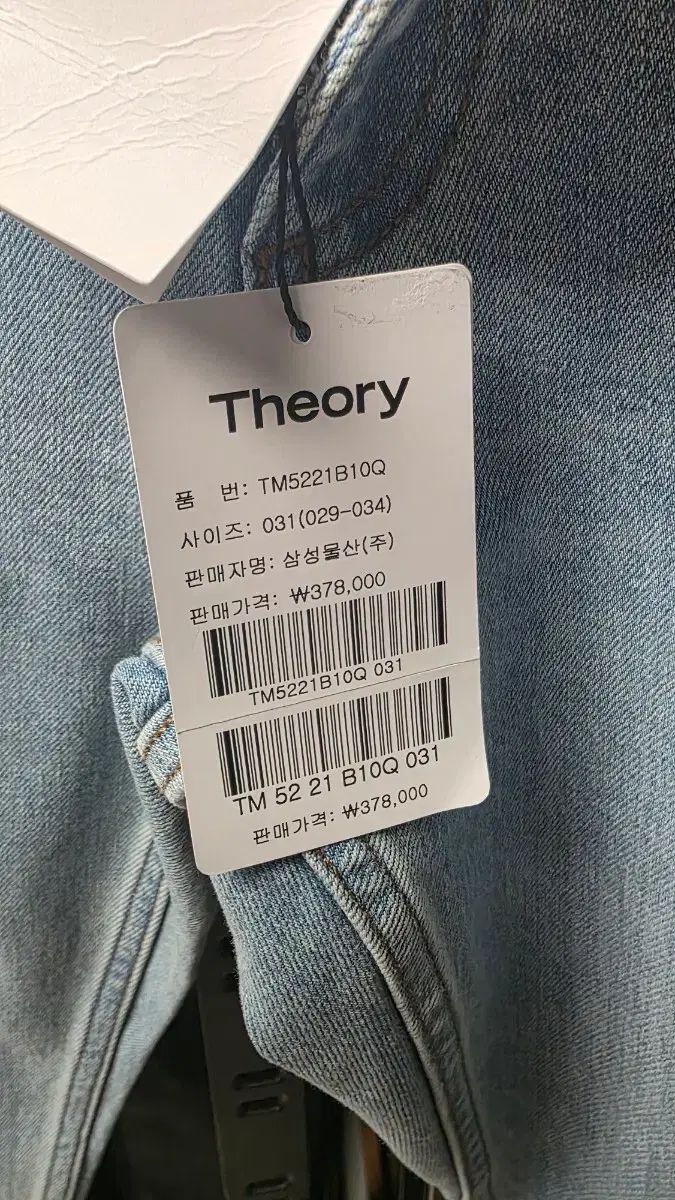 Theory
품 번: TM5221B10Q
사이즈: 031(029-034)
판매자명: 삼성물산(주)
판매가격: ₩378,000
TM5221B10Q 031
TM 52 21 B10Q 031
판매가격: ₩378,000